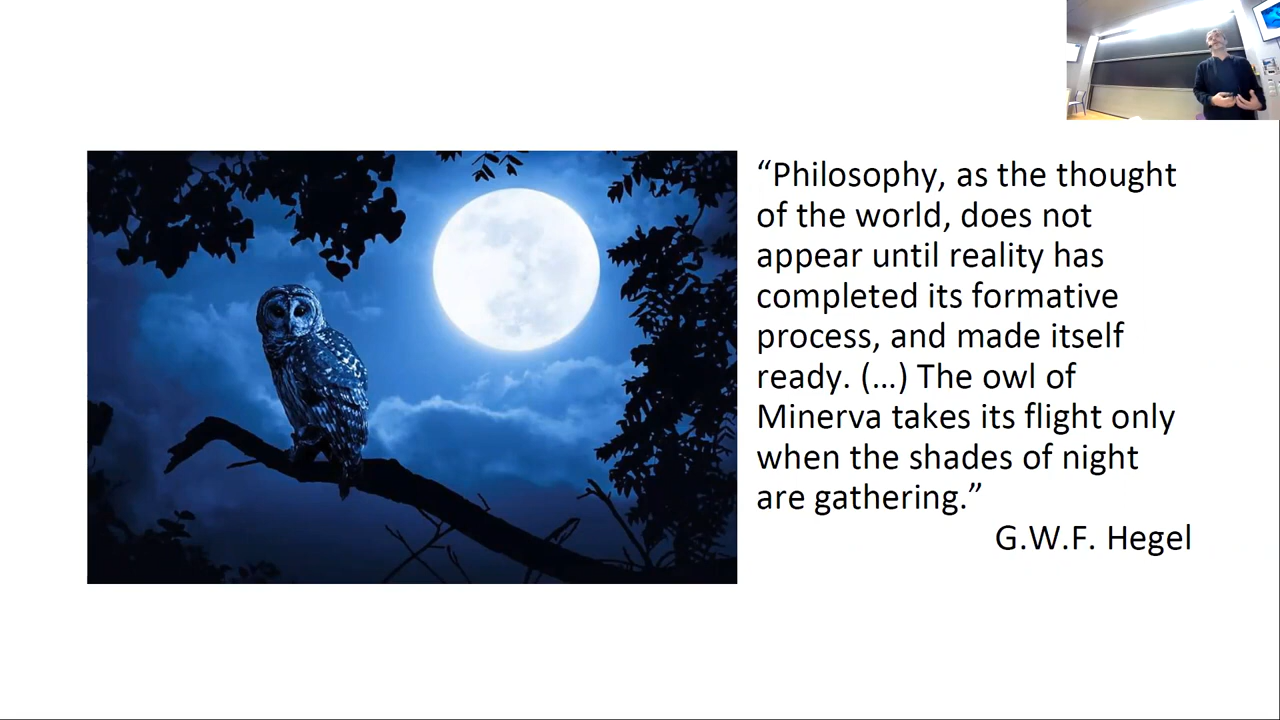 “Philosophy, as the thought
of the world, does not
appear until reality has
completed its formative
process, and made itself
ready. (…) The owl of
Minerva takes its flight only
when the shades of night
are gathering.”
G.W.F. Hegel